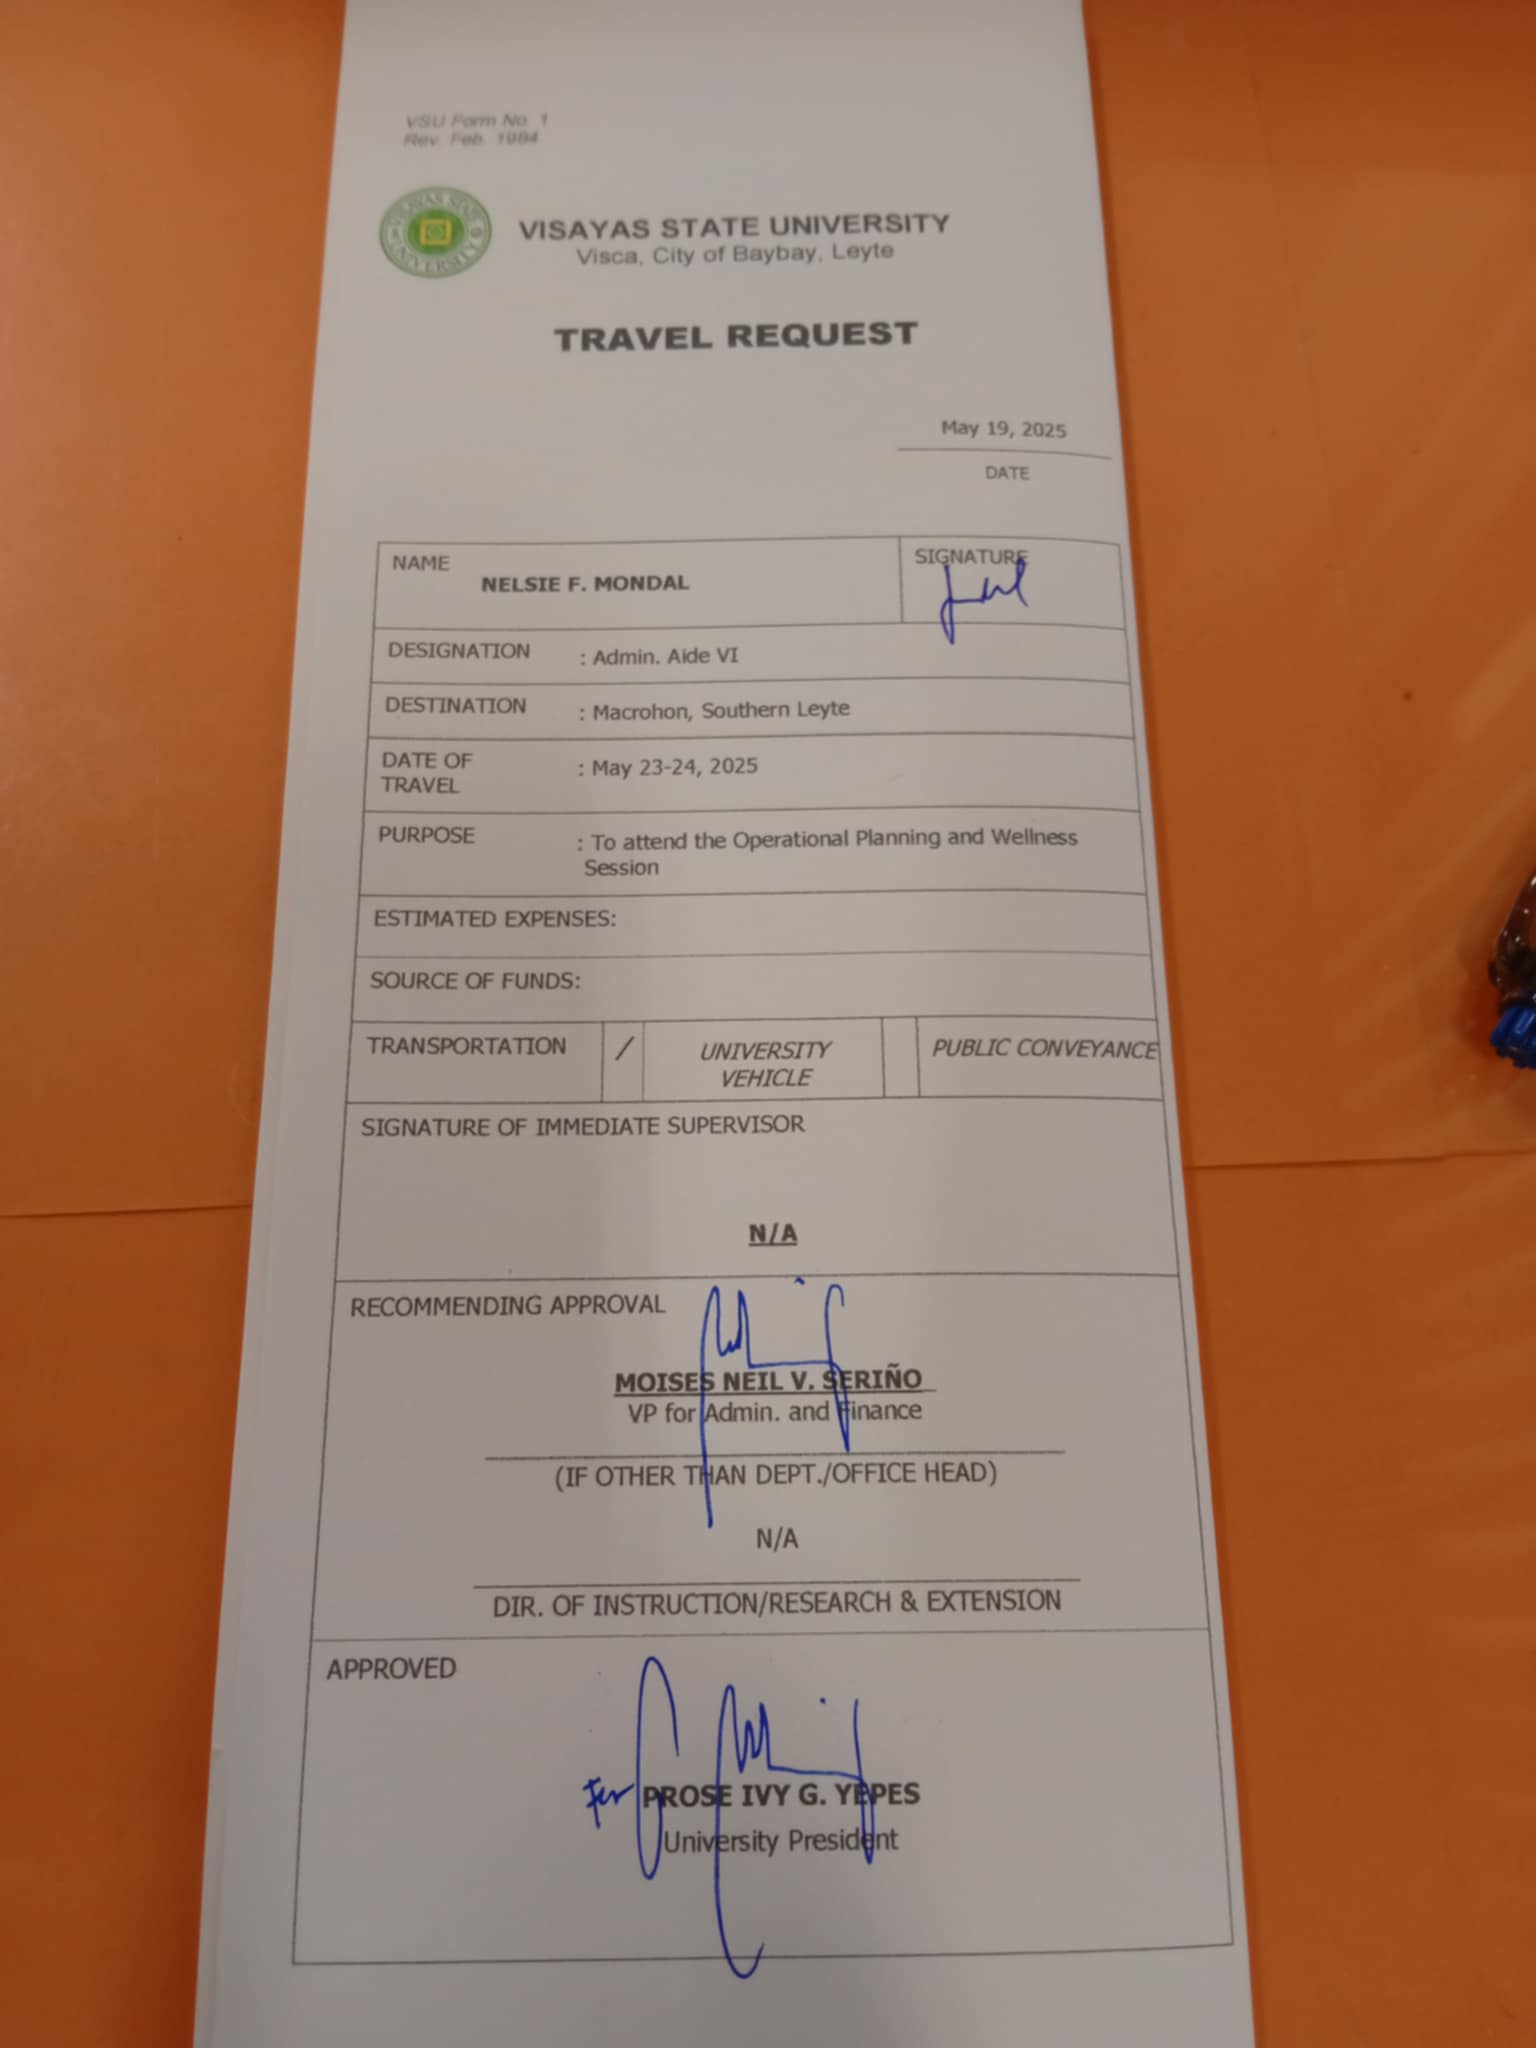 VSU Form No. 1
Rev. Feb. 1984
VISAYAS STATE UNIVERSITY
VISAYAS STATE UNIVERSITY
Visca, City of Baybay, Leyte
TRAVEL REQUEST
May 19, 2025
DATE
NAME
NELSIE F. MONDAL
SIGNATURE
DESIGNATION : Admin. Aide VI
DESTINATION : Macrohon, Southern Leyte
DATE OF TRAVEL : May 23-24, 2025
PURPOSE : To attend the Operational Planning and Wellness
Session
ESTIMATED EXPENSES:
SOURCE OF FUNDS:
TRANSPORTATION / UNIVERSITY VEHICLE PUBLIC CONVEYANCE
SIGNATURE OF IMMEDIATE SUPERVISOR
N/A
RECOMMENDING APPROVAL
MOISES NEIL V. SERIÑO
VP for Admin. and Finance
(IF OTHER THAN DEPT./OFFICE HEAD)
N/A
DIR. OF INSTRUCTION/RESEARCH & EXTENSION
APPROVED
For PROSE IVY G. YEPES
University President